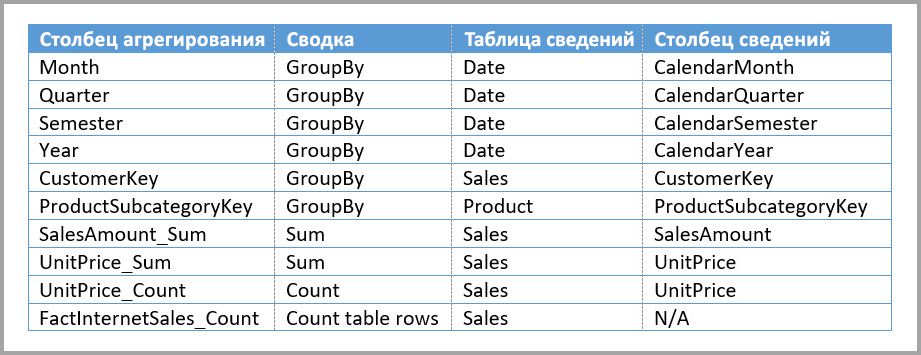 Столбец агрегирования Сводка Таблица сведений Столбец сведений
Month GroupBy Date CalendarMonth
Quarter GroupBy Date CalendarQuarter
Semester GroupBy Date CalendarSemester
Year GroupBy Date CalendarYear
CustomerKey GroupBy Sales CustomerKey
ProductSubcategoryKey GroupBy Product ProductSubcategoryKey
SalesAmount_Sum Sum Sales SalesAmount
UnitPrice_Sum Sum Sales UnitPrice
UnitPrice_Count Count Sales UnitPrice
FactInternetSales_Count Count table rows Sales N/A